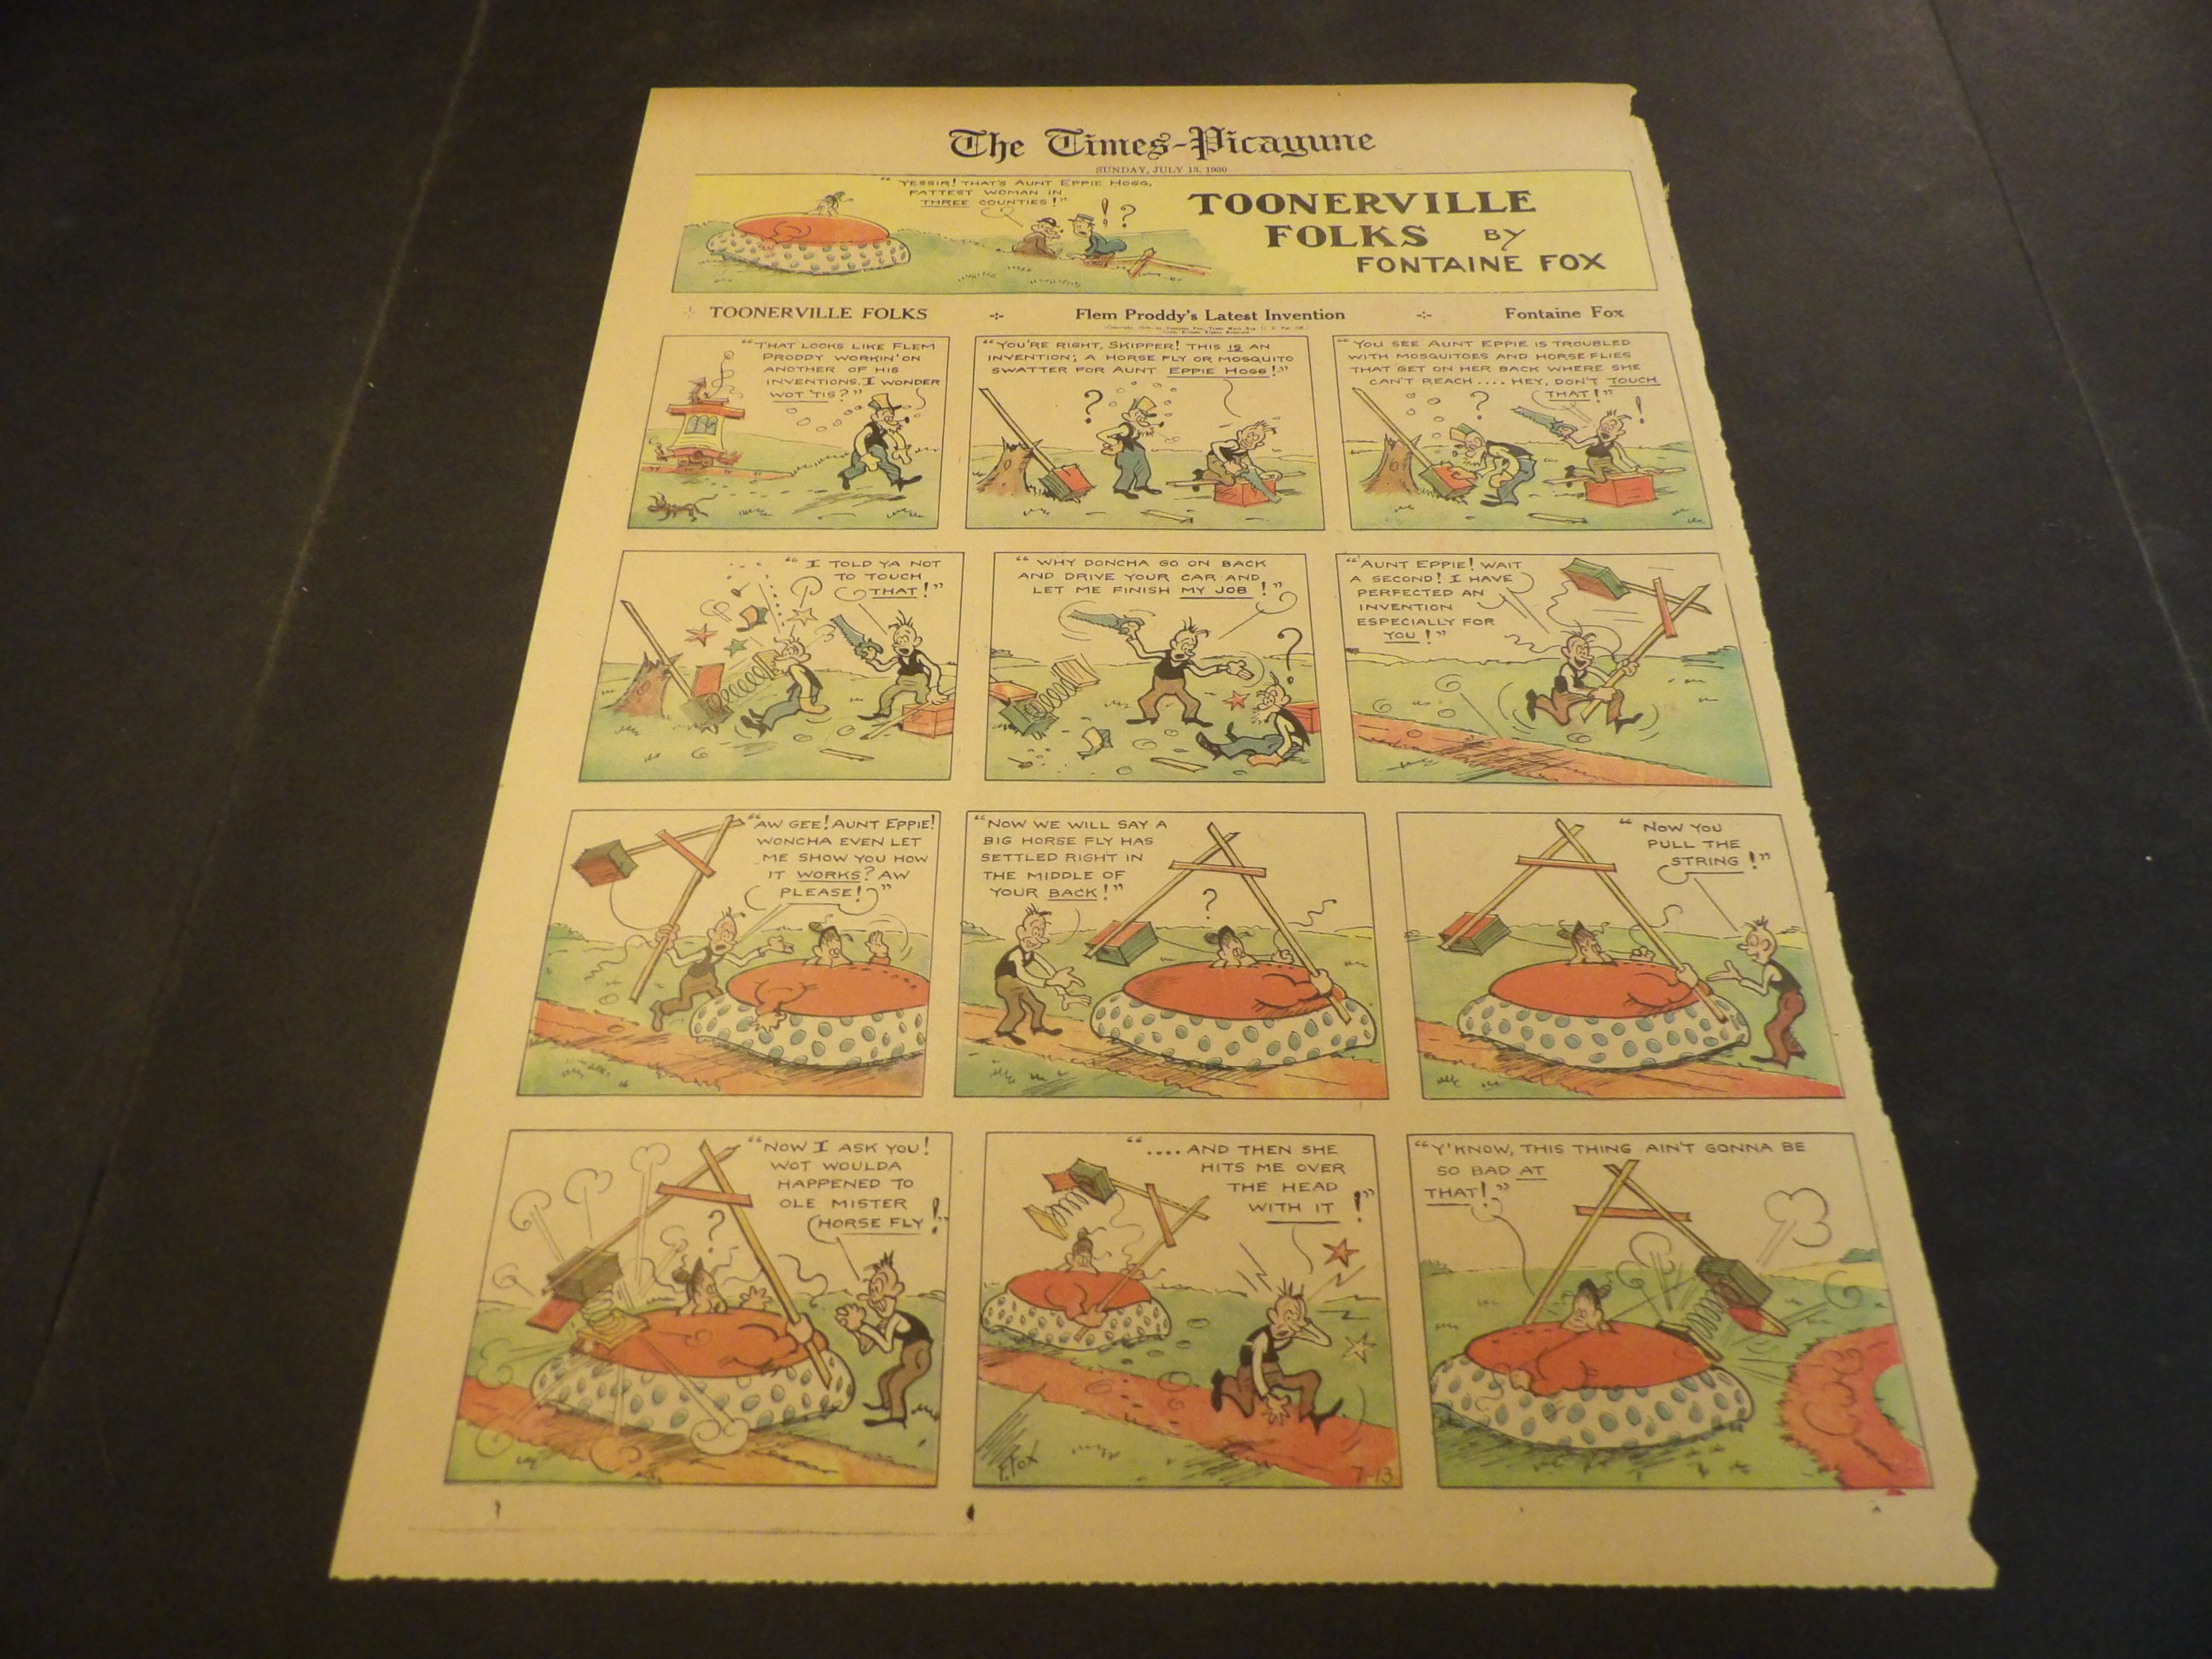 The Times-Picayune
SUNDAY, JULY 13, 1930
"YESSIR! THAT'S AUNT EPPIE HOGG,
FATTEST WOMAN IN
THREE COUNTIES!"
! ?
TOONERVILLE
FOLKS BY
FONTAINE FOX
TOONERVILLE FOLKS -:- Flem Proddy's Latest Invention -:- Fontaine Fox
"THAT LOOKS LIKE FLEM
PRODDY WORKIN' ON
ANOTHER OF HIS
INVENTIONS. I WONDER
WOT 'TIS?"
"YOU'RE RIGHT, SKIPPER! THIS IS AN
INVENTION; A HORSE FLY OR MOSQUITO
SWATTER FOR AUNT EPPIE HOGG!"
?
"YOU SEE AUNT EPPIE IS TROUBLED
WITH MOSQUITOES AND HORSE FLIES
THAT GET ON HER BACK WHERE SHE
CAN'T REACH .... HEY, DON'T TOUCH
THAT!"
? !
"I TOLD YA NOT
TO TOUCH
THAT!"
"WHY DONCHA GO ON BACK
AND DRIVE YOUR CAR AND
LET ME FINISH MY JOB!"
?
"AUNT EPPIE! WAIT
A SECOND! I HAVE
PERFECTED AN
INVENTION
ESPECIALLY FOR
YOU!"
"AW GEE! AUNT EPPIE!
WONCHA EVEN LET
ME SHOW YOU HOW
IT WORKS? AW
PLEASE!"
"NOW WE WILL SAY A
BIG HORSE FLY HAS
SETTLED RIGHT IN
THE MIDDLE OF
YOUR BACK!"
?
"NOW YOU
PULL THE
STRING!"
"NOW I ASK YOU!
WOT WOULDA
HAPPENED TO
OLE MISTER
HORSE FLY!"
?
".... AND THEN SHE
HITS ME OVER
THE HEAD
WITH IT!"
F. FOX
7-13
"Y'KNOW, THIS THING AIN'T GONNA BE
SO BAD AT
THAT!"